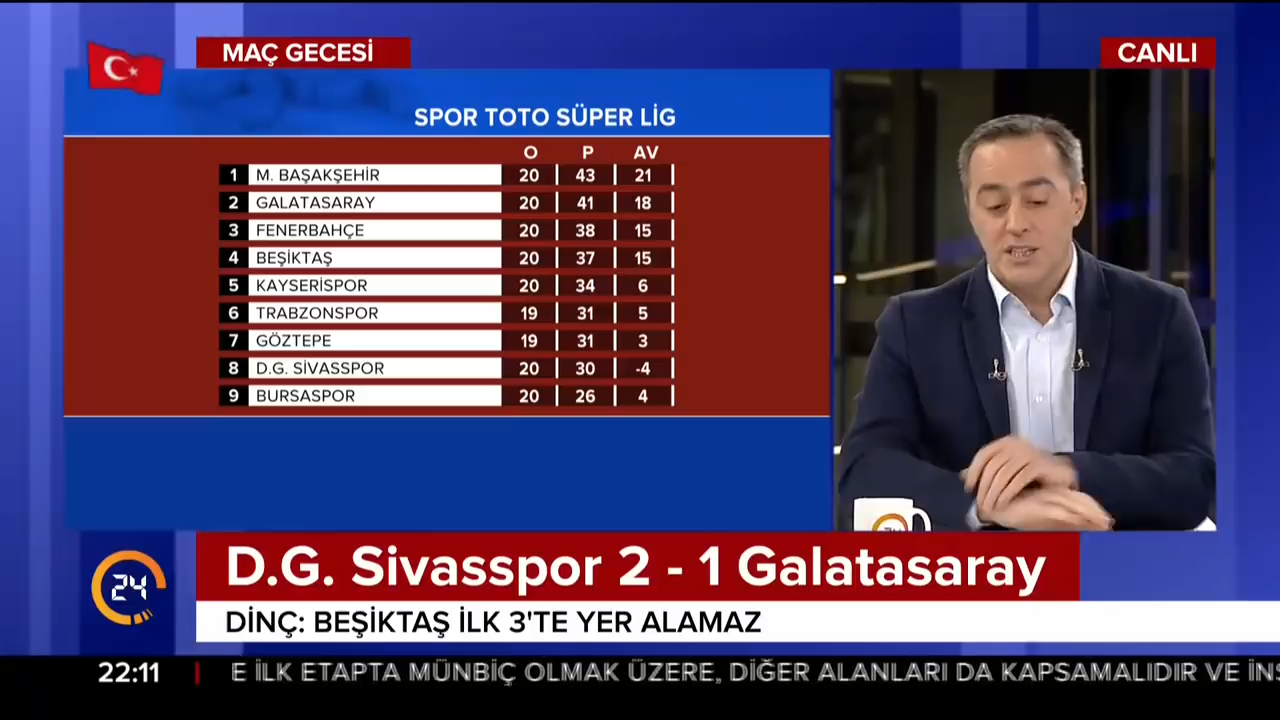 MAÇ GECESİ
CANLI
SPOR TOTO SÜPER LİG
O P AV
1 M. BAŞAKŞEHİR 20 43 21
2 GALATASARAY 20 41 18
3 FENERBAHÇE 20 38 15
4 BEŞİKTAŞ 20 37 15
5 KAYSERİSPOR 20 34 6
6 TRABZONSPOR 19 31 5
7 GÖZTEPE 19 31 3
8 D.G. SİVASSPOR 20 30 -4
9 BURSASPOR 20 26 4
24
D.G. Sivasspor 2 - 1 Galatasaray
DİNÇ: BEŞİKTAŞ İLK 3'TE YER ALAMAZ
22:11 E İLK ETAPTA MÜNBİÇ OLMAK ÜZERE, DİĞER ALANLARI DA KAPSAMALIDIR VE İNS